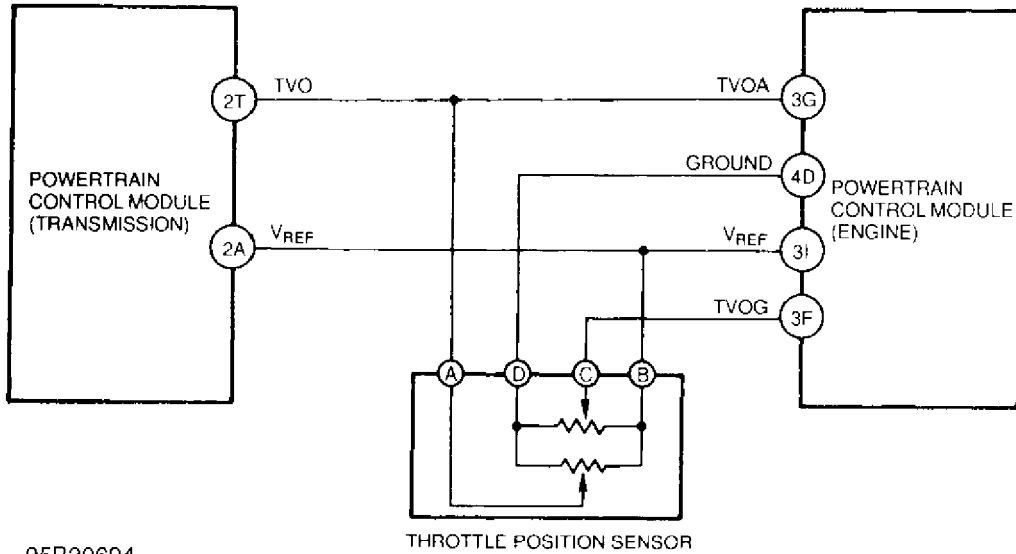 TVO
TVOA
2T
3G
GROUND
4D
POWERTRAIN
CONTROL MODULE
(TRANSMISSION)
POWERTRAIN
CONTROL MODULE
(ENGINE)
VREF
VREF
2A
3I
TVOG
3F
A
D
C
B
THROTTLE POSITION SENSOR